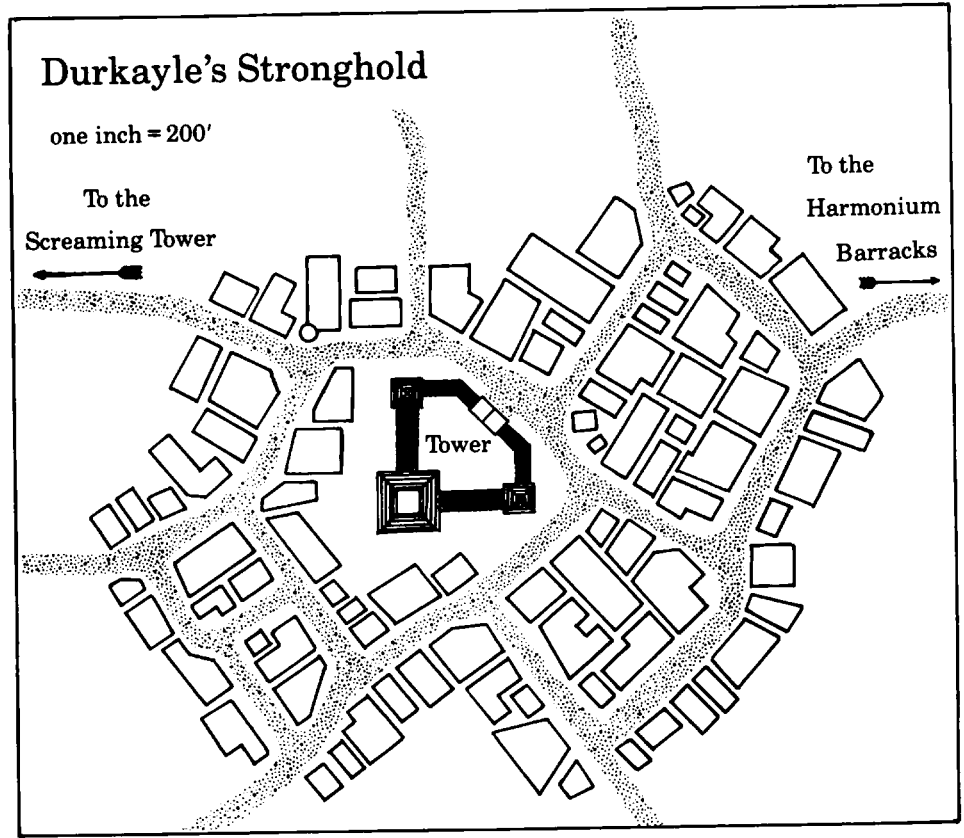 Durkayle's Stronghold
one inch = 200'
To the
Screaming Tower
To the
Harmonium
Barracks
Tower